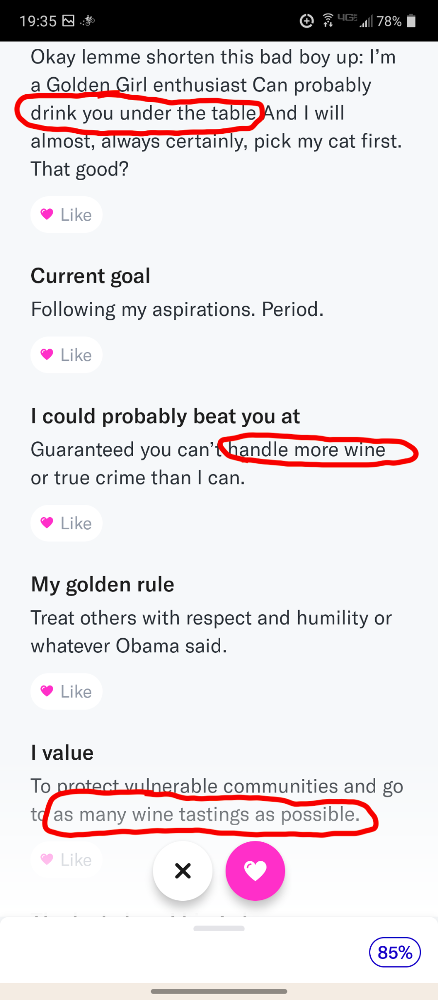 19:35 4G 78%
Okay lemme shorten this bad boy up: I'm
a Golden Girl enthusiast Can probably
drink you under the table And I will
almost, always certainly, pick my cat first.
That good?
Like
Current goal
Following my aspirations. Period.
Like
I could probably beat you at
Guaranteed you can't handle more wine
or true crime than I can.
Like
My golden rule
Treat others with respect and humility or
whatever Obama said.
Like
I value
To protect vulnerable communities and go
to as many wine tastings as possible.
Like
85%